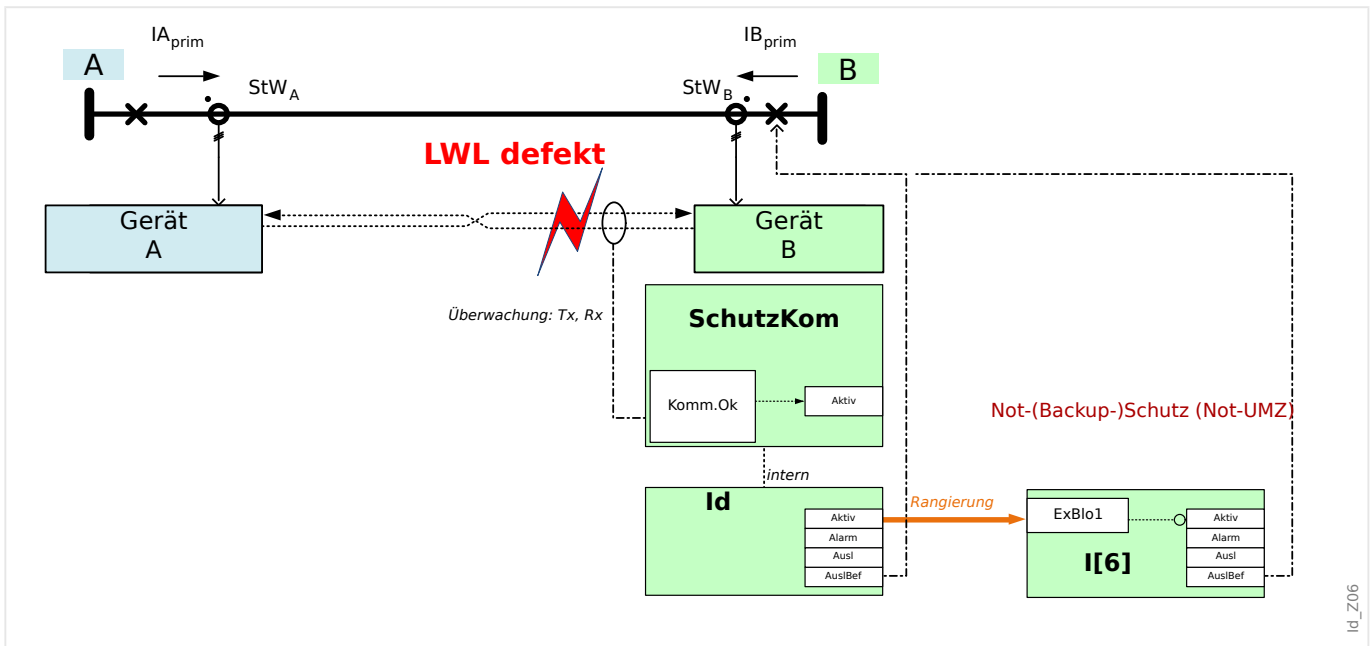 IAprim
IBprim
A
B
StWA
StWB
LWL defekt
Gerät
A
Gerät
B
Überwachung: Tx, Rx
SchutzKom
Komm.Ok
Aktiv
Not-(Backup-)Schutz (Not-UMZ)
intern
Id
Aktiv
Alarm
Ausl
AuslBef
Rangierung
ExBlo1
I[6]
Aktiv
Alarm
Ausl
AuslBef
Id_Z06